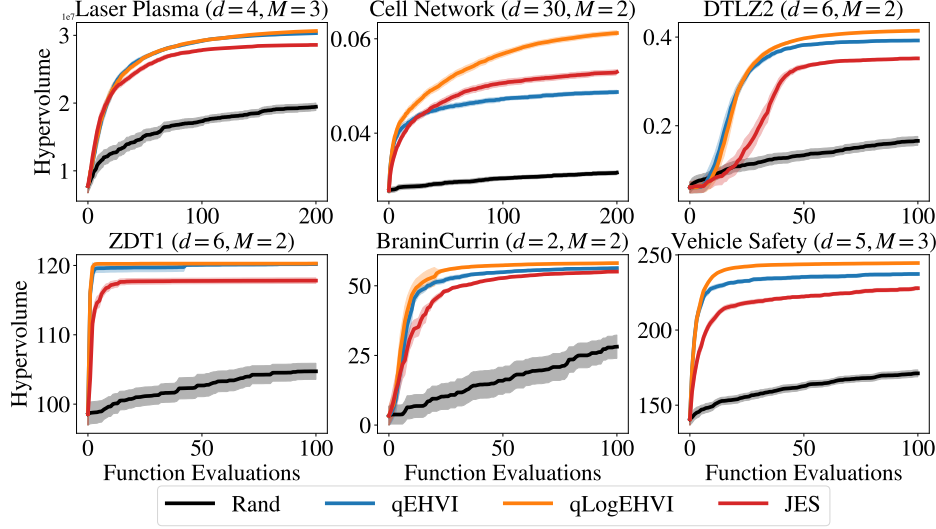 Laser Plasma (d=4, M=3)
Cell Network (d=30, M=2)
DTLZ2 (d=6, M=2)
1e7
Hypervolume
3
2
1
0
100
200
0.06
0.04
0
100
200
0.4
0.2
0
50
100
ZDT1 (d=6, M=2)
BraninCurrin (d=2, M=2)
Vehicle Safety (d=5, M=3)
Hypervolume
120
110
100
0
50
100
50
25
0
0
50
100
250
200
150
0
50
100
Function Evaluations
Function Evaluations
Function Evaluations
Rand
qEHVI
qLogEHVI
JES